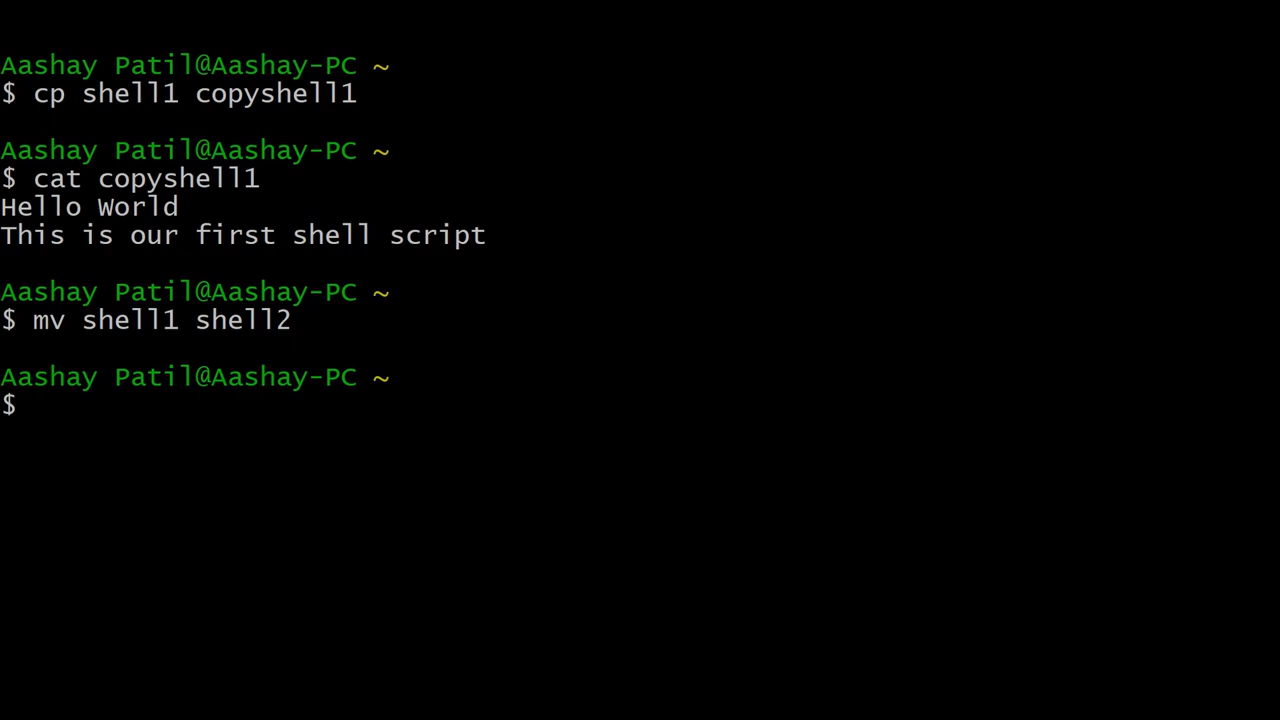 Aashay Patil@Aashay-PC ~
$ cp shell1 copyshell1
Aashay Patil@Aashay-PC ~
$ cat copyshell1
Hello World
This is our first shell script
Aashay Patil@Aashay-PC ~
$ mv shell1 shell2
Aashay Patil@Aashay-PC ~
$